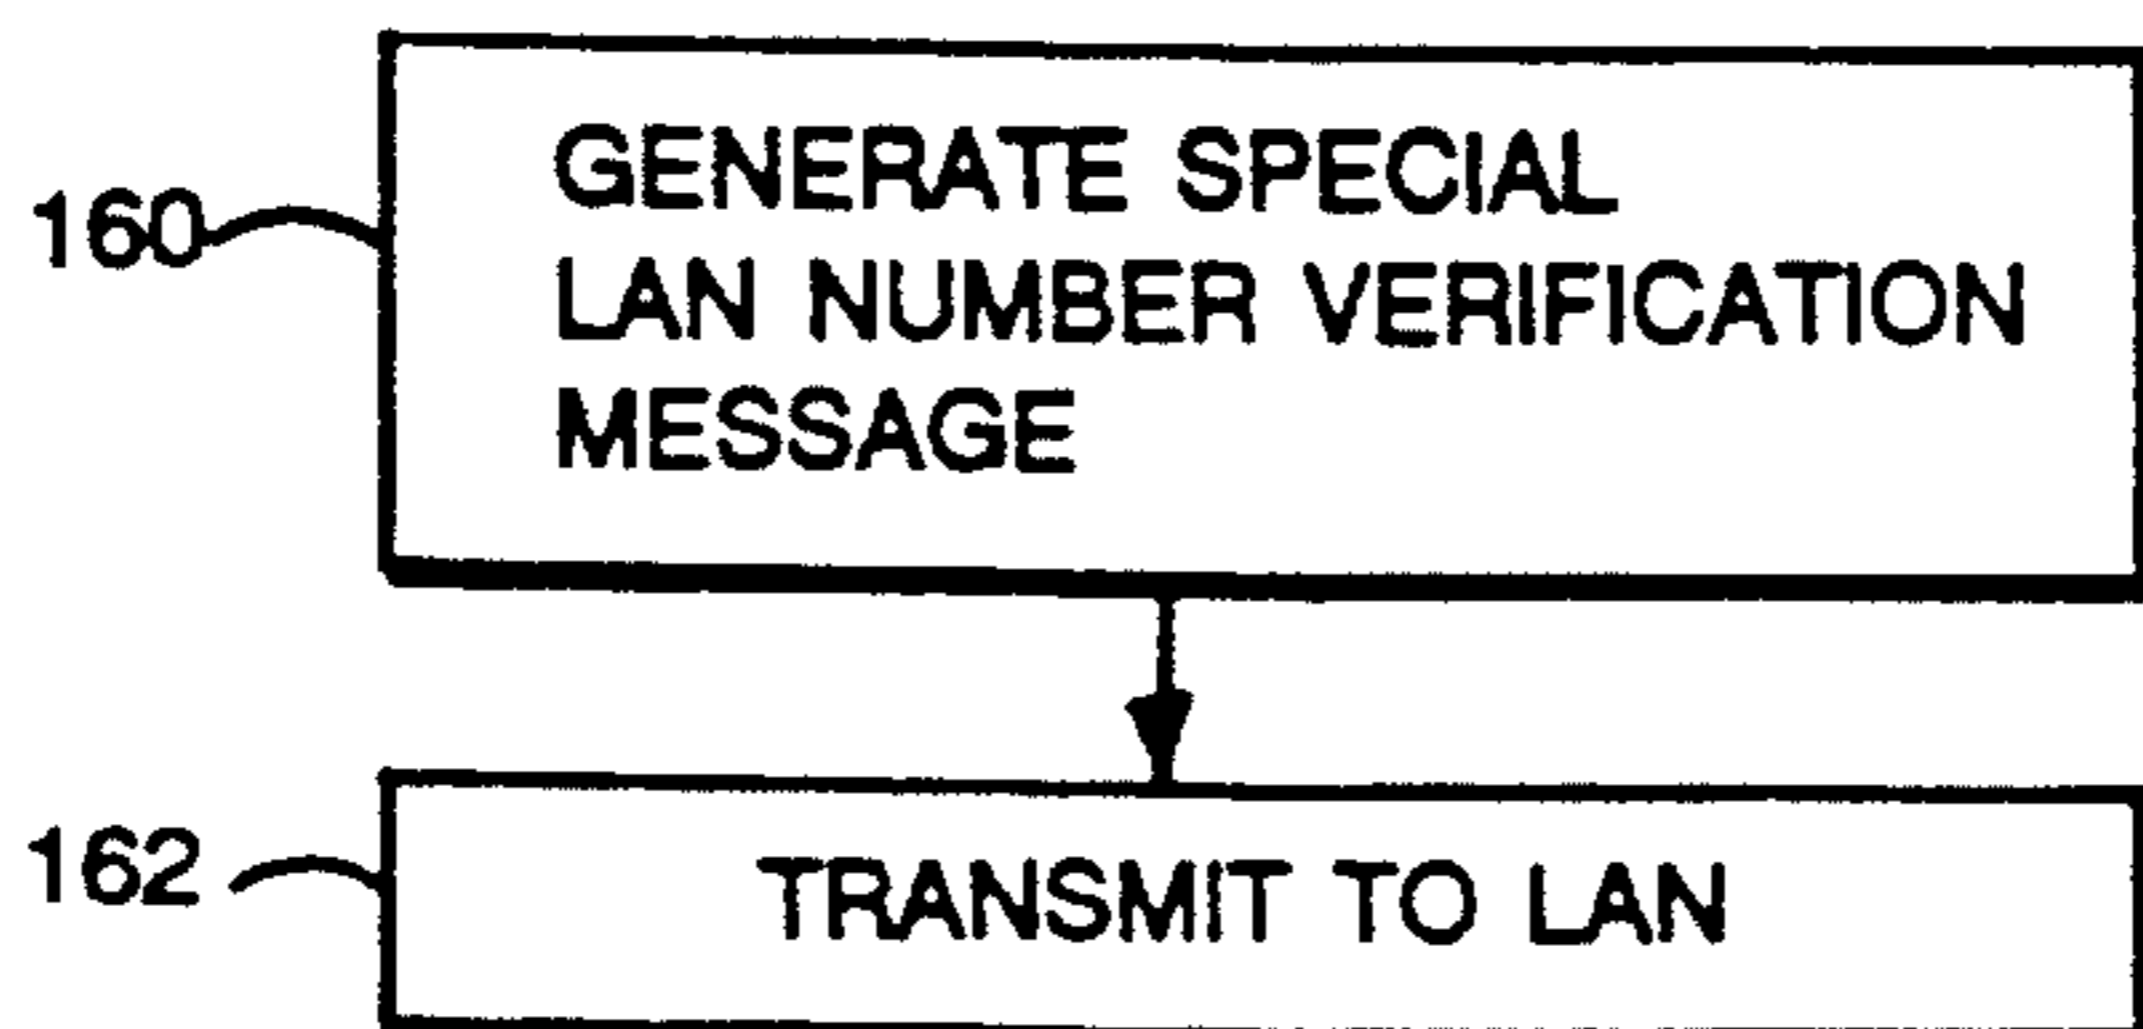 160
GENERATE SPECIAL
LAN NUMBER VERIFICATION
MESSAGE
162
TRANSMIT TO LAN